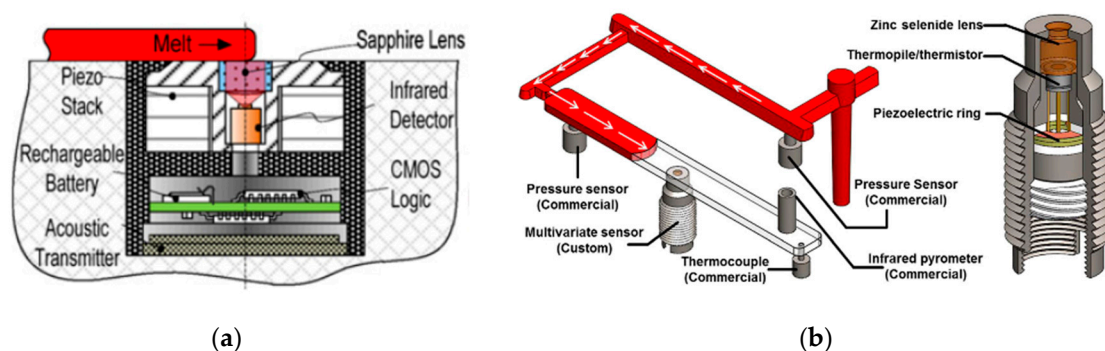 Melt
Sapphire Lens
Piezo
Stack
Infrared
Detector
Rechargeable
Battery
CMOS
Logic
Acoustic
Transmitter
(a)
Pressure sensor
(Commercial)
Multivariate sensor
(Custom)
Thermocouple
(Commercial)
Pressure Sensor
(Commercial)
Infrared pyrometer
(Commercial)
Zinc selenide lens
Thermopile/thermistor
Piezoelectric ring
(b)